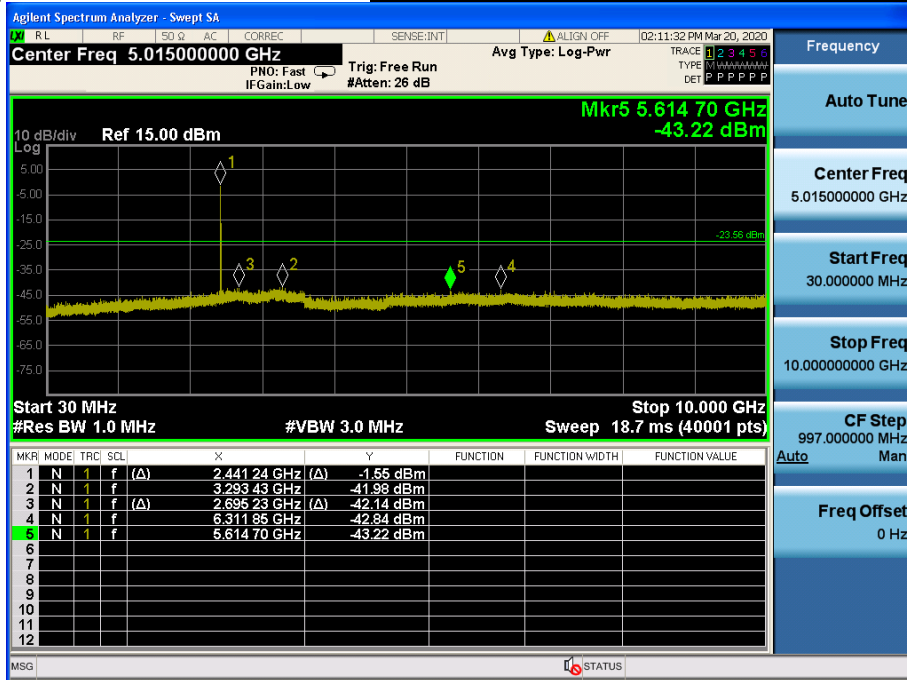 Agilent Spectrum Analyzer - Swept SA
LXI RL RF 50 Ω AC CORREC SENSE:INT ALIGN OFF 02:11:32 PM Mar 20, 2020
Center Freq 5.015000000 GHz
PNO: Fast
IFGain:Low
Trig: Free Run
#Atten: 26 dB
Avg Type: Log-Pwr
TRACE 1 2 3 4 5 6
TYPE M WWWWW
DET P P P P P P
Mkr5 5.614 70 GHz
-43.22 dBm
10 dB/div Ref 15.00 dBm
Log
5.00
-5.00
-15.0
-25.0
-35.0
-45.0
-55.0
-65.0
-75.0
1
3
2
5
4
-23.56 dBm
Start 30 MHz Stop 10.000 GHz
#Res BW 1.0 MHz #VBW 3.0 MHz Sweep 18.7 ms (40001 pts)
MKR MODE TRC SCL X Y FUNCTION FUNCTION WIDTH FUNCTION VALUE
1 N 1 f (Δ) 2.441 24 GHz (Δ) -1.55 dBm
2 N 1 f 3.293 43 GHz -41.98 dBm
3 N 1 f (Δ) 2.695 23 GHz (Δ) -42.14 dBm
4 N 1 f 6.311 85 GHz -42.84 dBm
5 N 1 f 5.614 70 GHz -43.22 dBm
6
7
8
9
10
11
12
MSG STATUS
Frequency
Auto Tune
Center Freq
5.015000000 GHz
Start Freq
30.000000 MHz
Stop Freq
10.000000000 GHz
CF Step
997.000000 MHz
Auto Man
Freq Offset
0 Hz